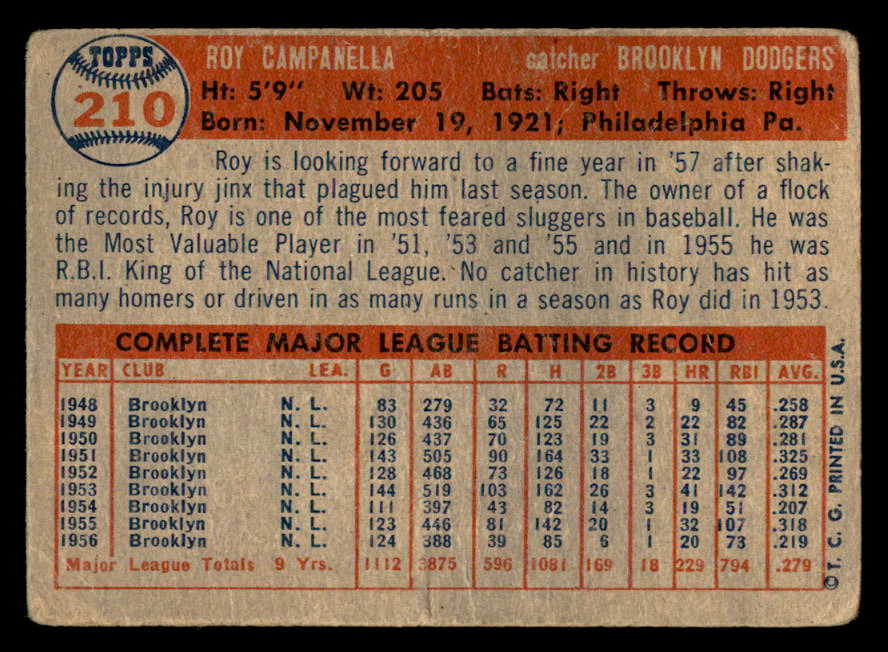 TOPPS
210
ROY CAMPANELLA catcher BROOKLYN DODGERS
Ht: 5'9" Wt: 205 Bats: Right Throws: Right
Born: November 19, 1921; Philadelphia Pa.
Roy is looking forward to a fine year in '57 after shak-
ing the injury jinx that plagued him last season. The owner of a flock
of records, Roy is one of the most feared sluggers in baseball. He was
the Most Valuable Player in '51, '53 and '55 and in 1955 he was
R.B.I. King of the National League. No catcher in history has hit as
many homers or driven in as many runs in a season as Roy did in 1953.
COMPLETE MAJOR LEAGUE BATTING RECORD
YEAR CLUB LEA. G AB R H 2B 3B HR RBI AVG.
1948 Brooklyn N. L. 83 279 32 72 11 3 9 45 .258
1949 Brooklyn N. L. 130 436 65 125 22 2 22 82 .287
1950 Brooklyn N. L. 126 437 70 123 19 3 31 89 .281
1951 Brooklyn N. L. 143 505 90 164 33 1 33 108 .325
1952 Brooklyn N. L. 128 468 73 126 18 1 22 97 .269
1953 Brooklyn N. L. 144 519 103 162 26 3 41 142 .312
1954 Brooklyn N. L. 111 397 43 82 14 3 19 51 .207
1955 Brooklyn N. L. 123 446 81 142 20 1 32 107 .318
1956 Brooklyn N. L. 124 388 39 85 6 1 20 73 .219
Major League Totals 9 Yrs. 1112 3875 596 1081 169 18 229 794 .279
© T. C. G. PRINTED IN U.S.A.